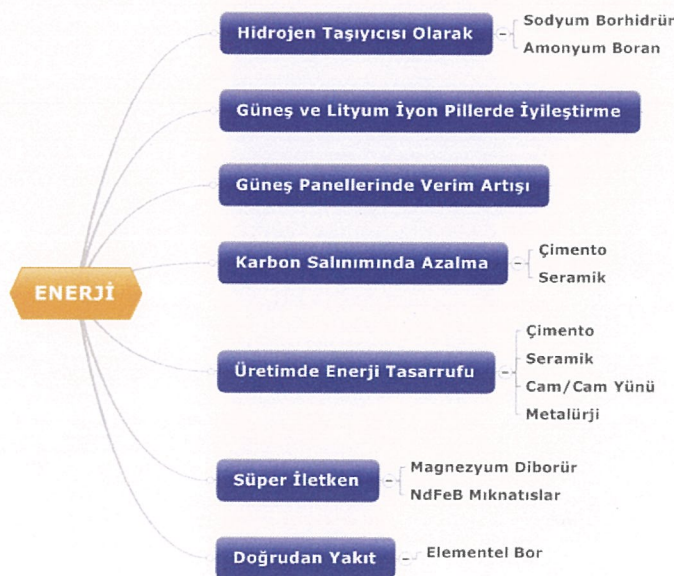 ENERJİ
Hidrojen Taşıyıcısı Olarak
Sodyum Borhidrür
Amonyum Boran
Güneş ve Lityum İyon Pillerde İyileştirme
Güneş Panellerinde Verim Artışı
Karbon Salınımında Azalma
Çimento
Seramik
Üretimde Enerji Tasarrufu
Çimento
Seramik
Cam/Cam Yünü
Metalürji
Süper İletken
Magnezyum Diborür
NdFeB Mıknatıslar
Doğrudan Yakıt
Elementel Bor